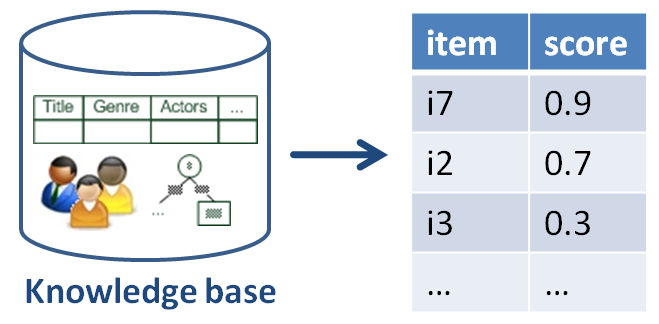 Title Genre Actors ...
...
Knowledge base
item score
i7 0.9
i2 0.7
i3 0.3
... ...